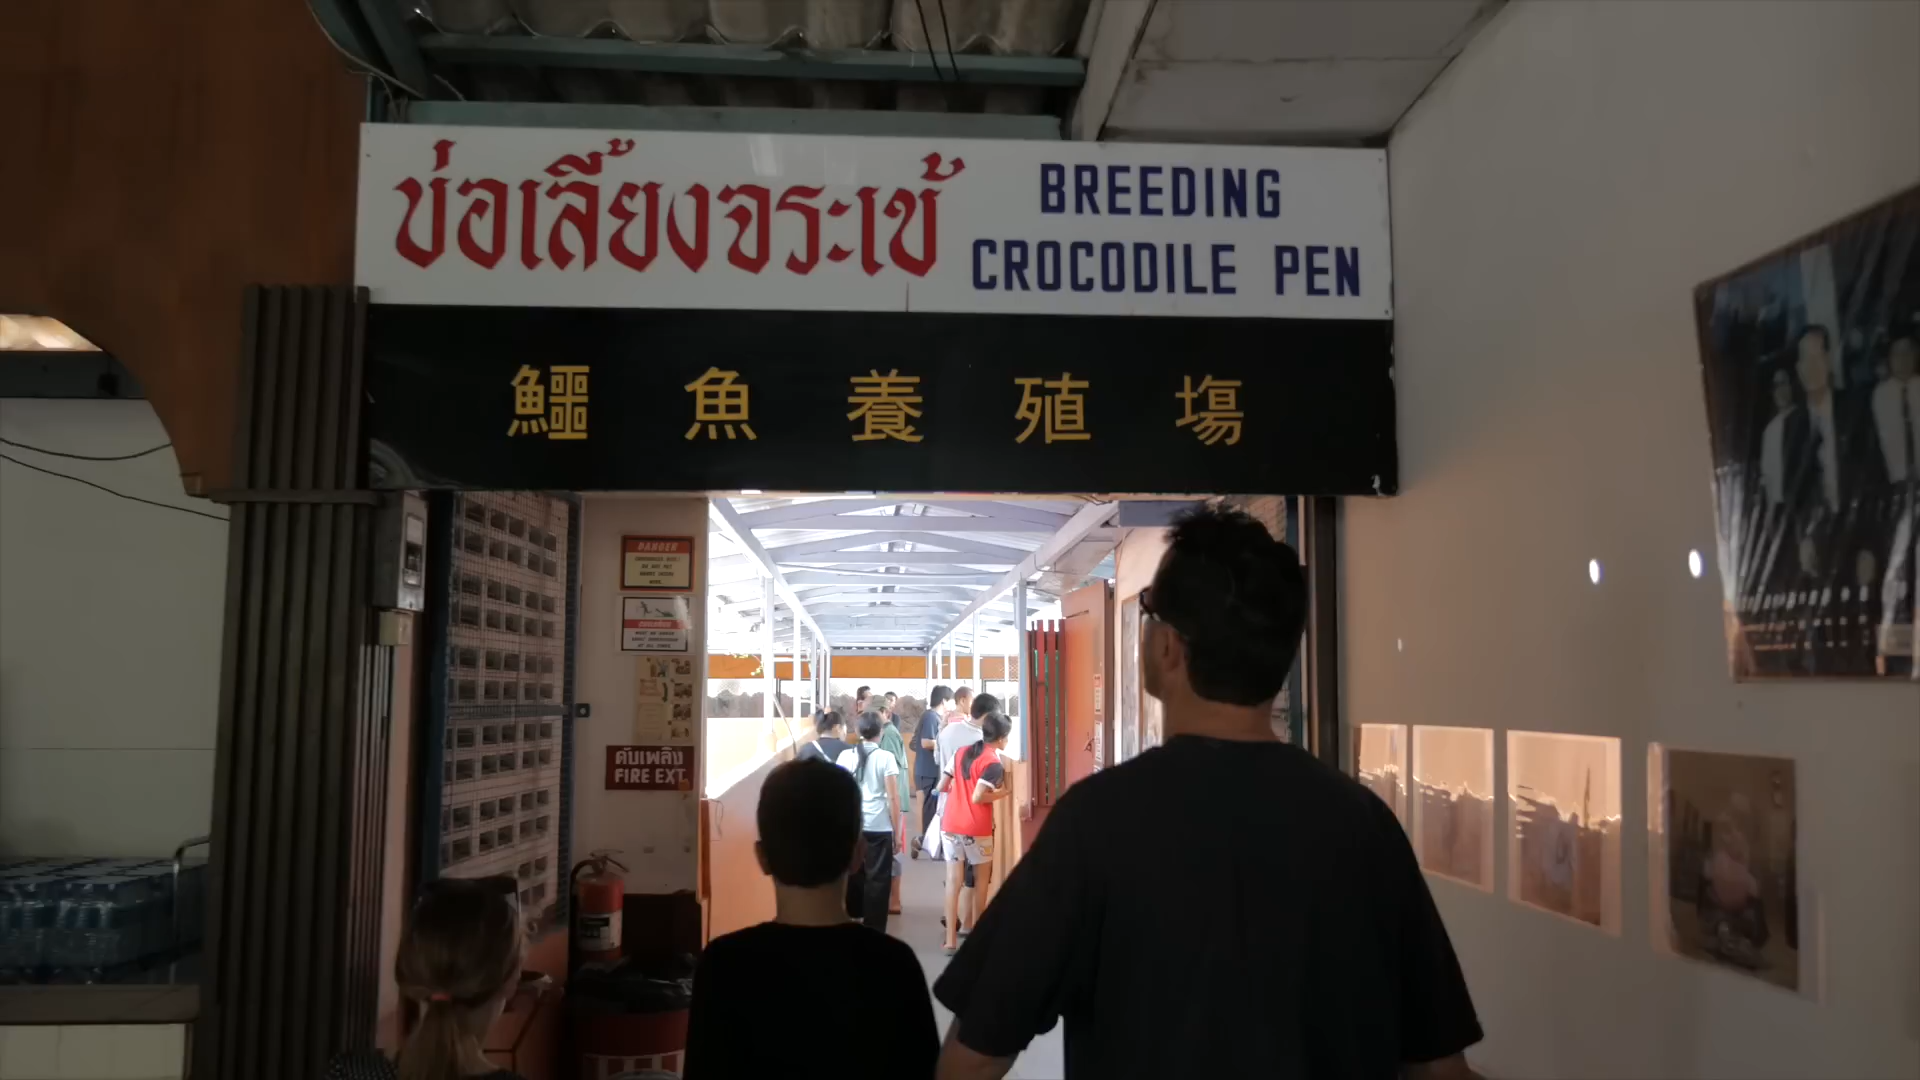 บ่อเลี้ยงจระเข้
BREEDING
CROCODILE PEN
鱷魚養殖塲
DANGER
ดับเพลิง
FIRE EXT.